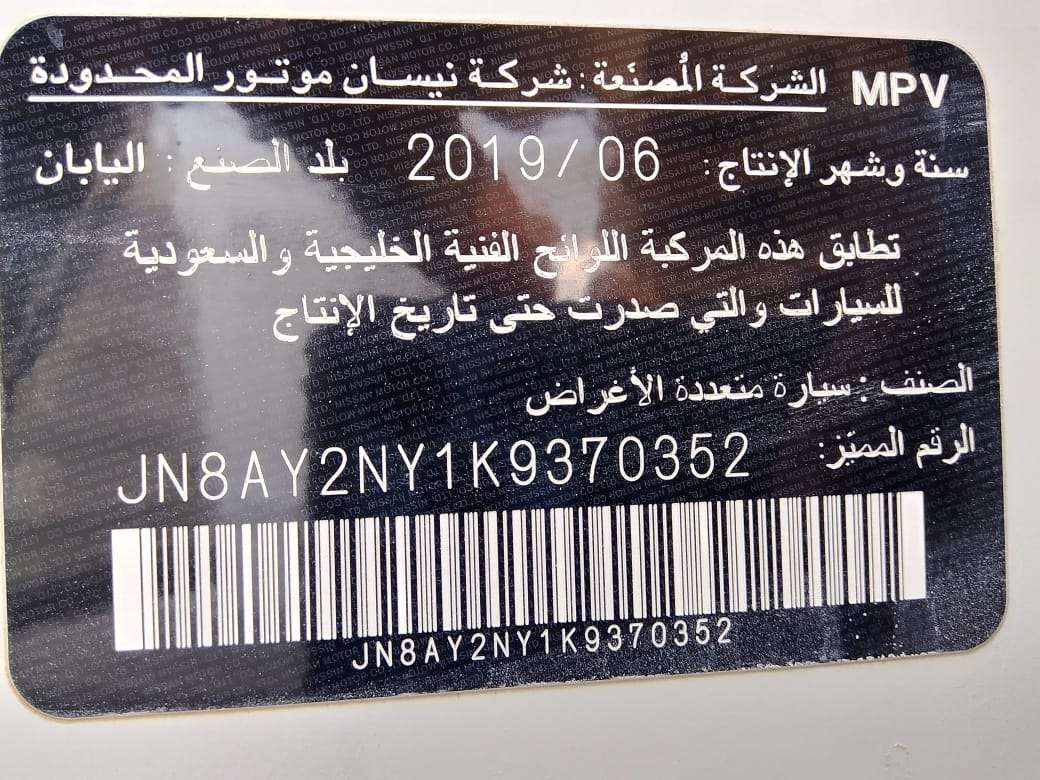 MPV الشركة المُصنَعة: شركة نيسان موتور المحدودة
سنة وشهر الإنتاج: 2019/06 بلد الصنع: اليابان
تطابق هذه المركبة اللوائح الفنية الخليجية والسعودية
للسيارات والتي صدرت حتى تاريخ الإنتاج
الصنف: سيارة متعددة الأغراض
الرقم المميّز: JN8AY2NY1K9370352
JN8AY2NY1K9370352